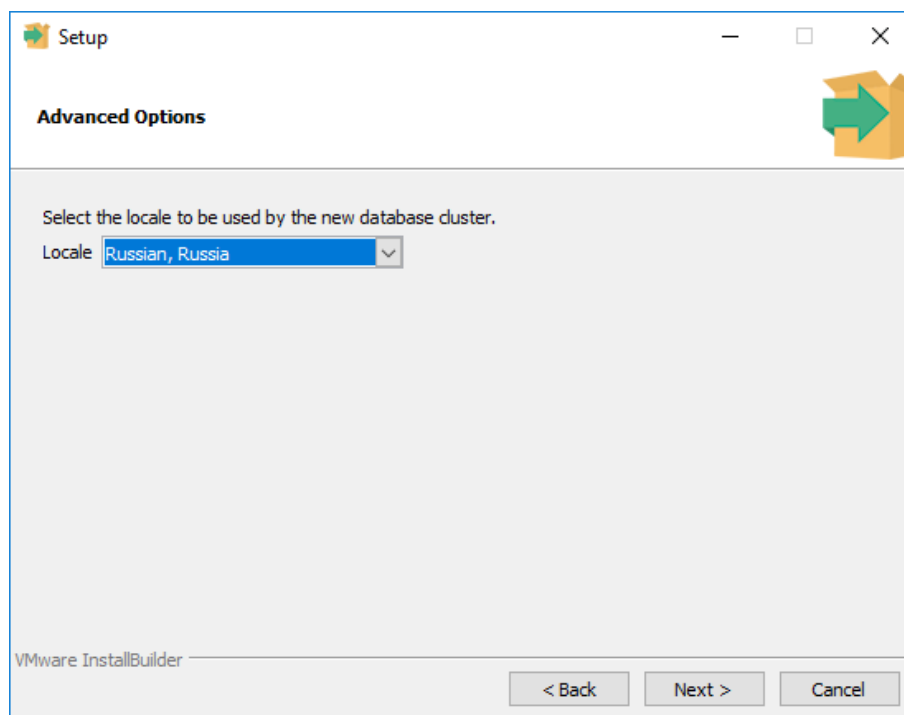 Setup
Advanced Options
Select the locale to be used by the new database cluster.
Locale Russian, Russia
VMware InstallBuilder
< Back Next > Cancel